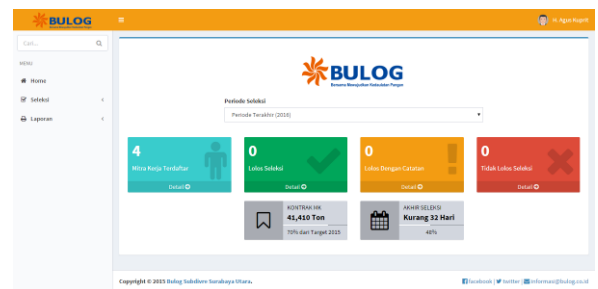 BULOG
Ir. Agus Suprit
Cari...
MENU
Home
Seleksi
Laporan
BULOG
Bersama Mewujudkan Kedaulatan Pangan
Periode Seleksi
Periode Terakhir (2016)
4
Mitra Kerja Terdaftar
Detail
0
Lolos Seleksi
Detail
0
Lolos Dengan Catatan
Detail
0
Tidak Lolos Seleksi
Detail
KONTRAK MK
41,410 Ton
70% dari Target 2015
AKHIR SELEKSI
Kurang 32 Hari
48%
Copyright © 2015 Bulog Subdivre Surabaya Utara.
facebook | twitter | informasi@bulog.co.id